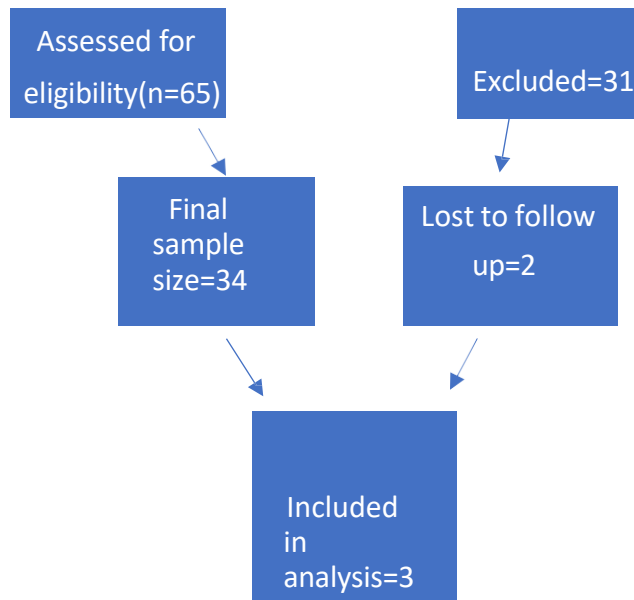 Assessed for
eligibility(n=65)
Excluded=31
Final
sample
size=34
Lost to follow
up=2
Included
in
analysis=3